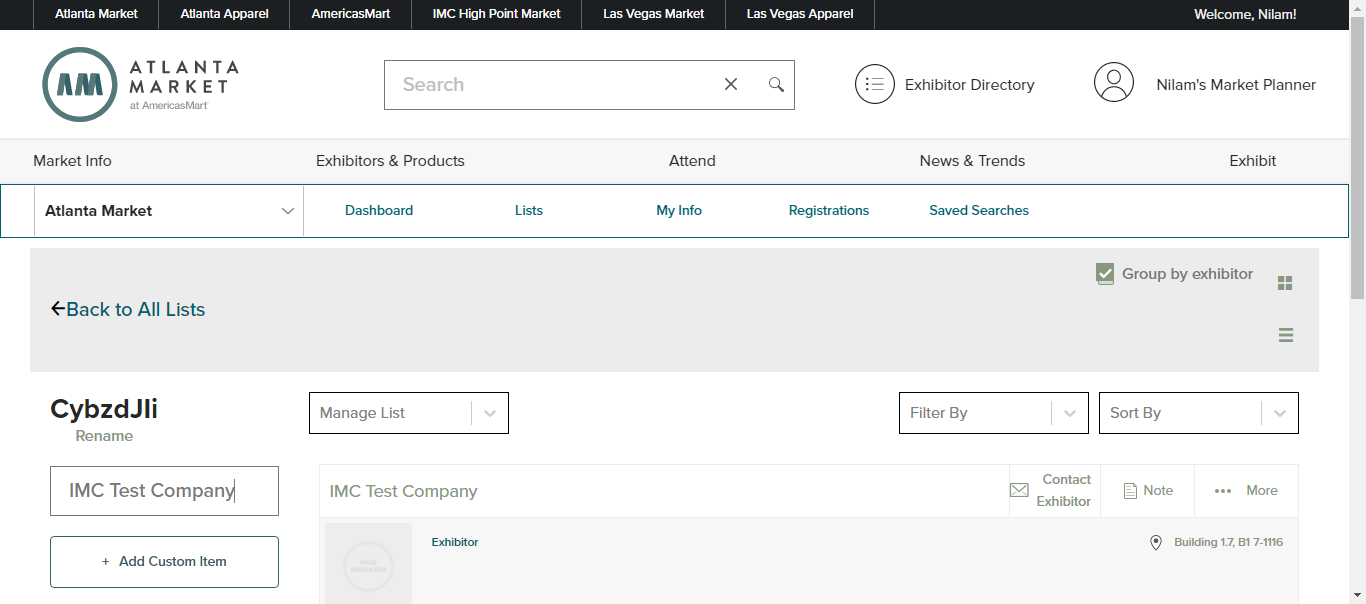 Atlanta Market Atlanta Apparel AmericasMart IMC High Point Market Las Vegas Market Las Vegas Apparel Welcome, Nilam!
ATLANTA
MARKET
at AmericasMart
AM
Search
Exhibitor Directory
Nilam's Market Planner
Market Info Exhibitors & Products Attend News & Trends Exhibit
Atlanta Market Dashboard Lists My Info Registrations Saved Searches
Group by exhibitor
Back to All Lists
CybzdJli
Rename
Manage List
Filter By
Sort By
IMC Test Company
+ Add Custom Item
IMC Test Company
Contact
Exhibitor
Note
More
Exhibitor
Building 1.7, B1 7-1116